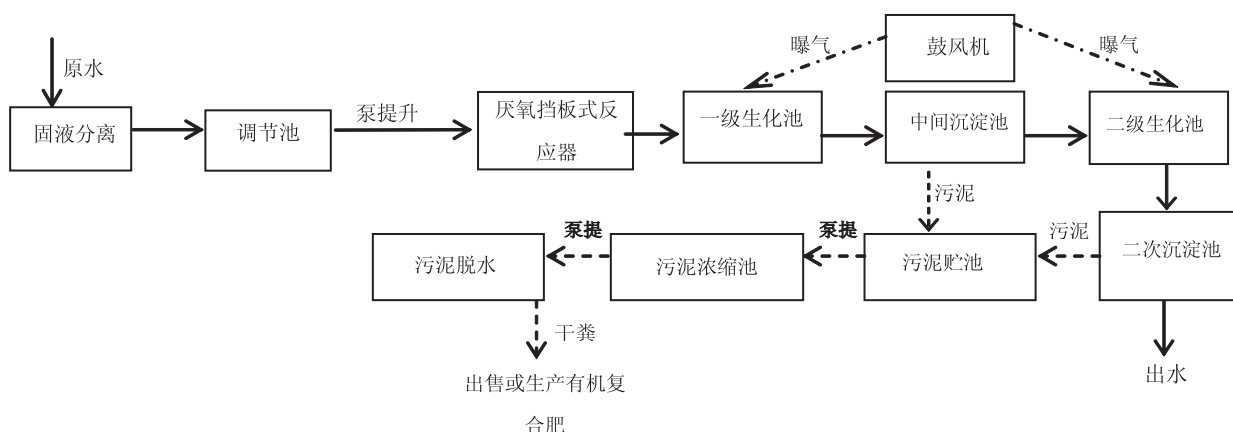 曝气
鼓风机
曝气
原水
固液分离
调节池
泵提升
厌氧挡板式反
应器
一级生化池
中间沉淀池
二级生化池
污泥
污泥脱水
泵提
污泥浓缩池
泵提
污泥贮池
污泥
二次沉淀池
干粪
出水
出售或生产有机复
合肥